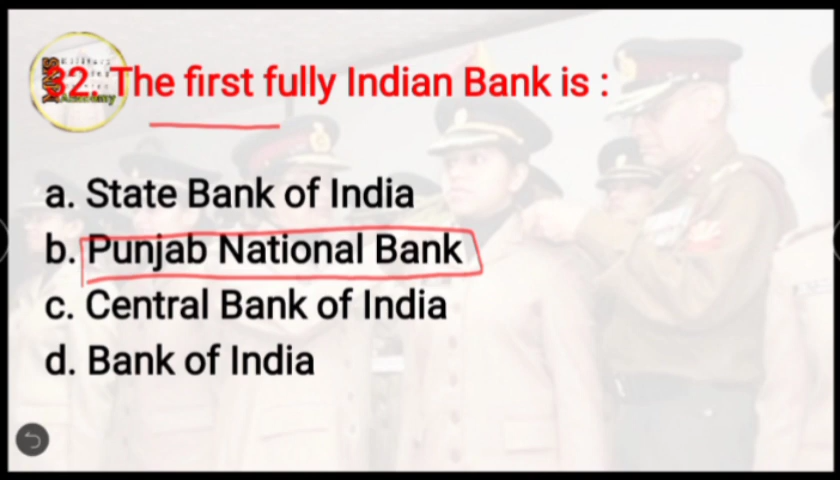 32. The first fully Indian Bank is :
a. State Bank of India
b. Punjab National Bank
c. Central Bank of India
d. Bank of India